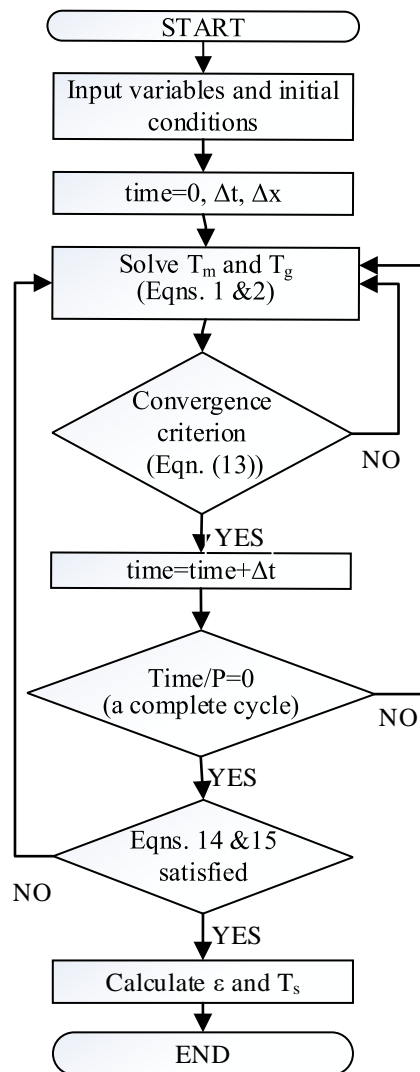 START
Input variables and initial
conditions
time=0, Δt, Δx
Solve Tm and Tg
(Eqns. 1 &2)
Convergence
criterion
(Eqn. (13))
NO
YES
time=time+Δt
Time/P=0
(a complete cycle)
NO
YES
Eqns. 14 &15
satisfied
NO
YES
Calculate ε and Ts
END